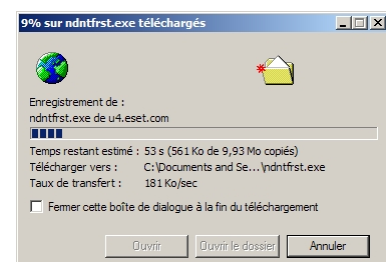 9% sur ndntfrst.exe téléchargés
Enregistrement de :
ndntfrst.exe de u4.eset.com
Temps restant estimé : 53 s (561 Ko de 9,93 Mo copiés)
Télécharger vers : C:\Documents and Se...\ndntfrst.exe
Taux de transfert : 181 Ko/sec
Fermer cette boîte de dialogue à la fin du téléchargement
Ouvrir Ouvrir le dossier Annuler